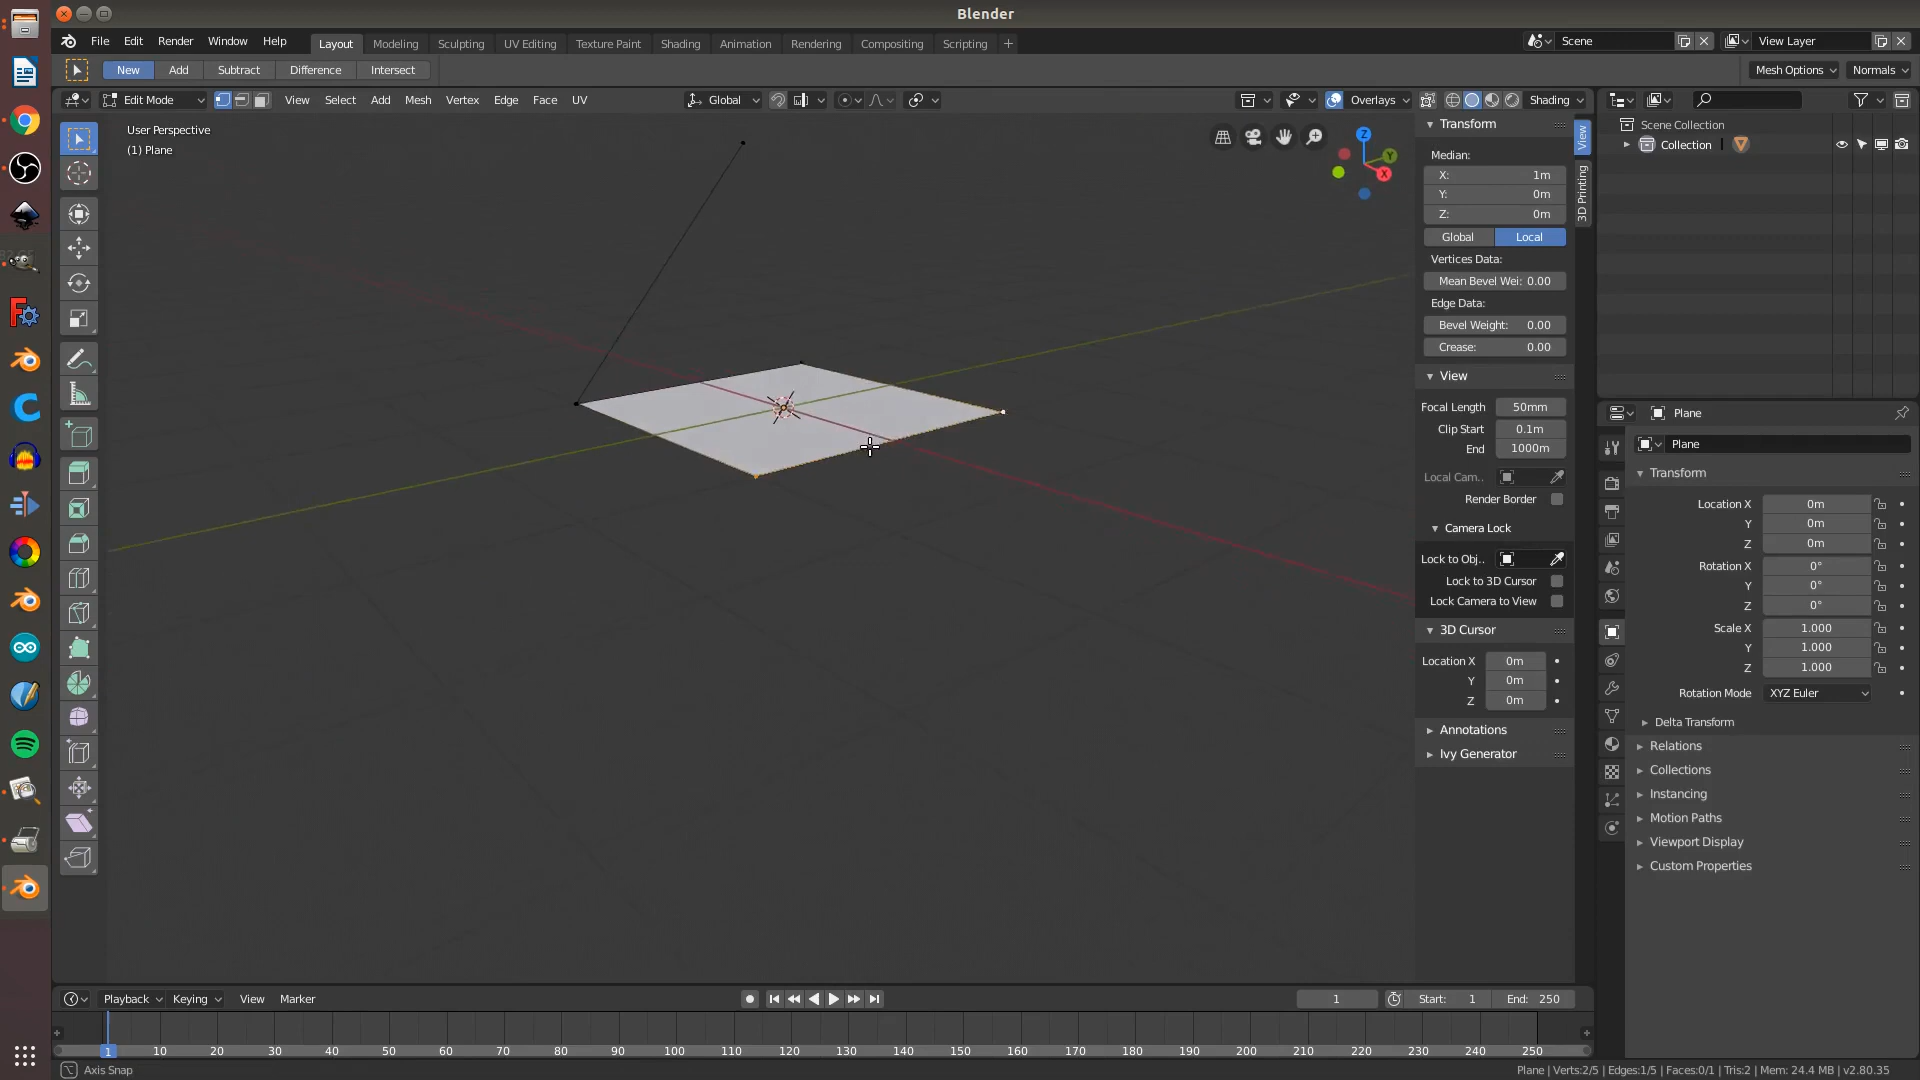 Blender
File Edit Render Window Help
Layout Modeling Sculpting UV Editing Texture Paint Shading Animation Rendering Compositing Scripting +
Scene
View Layer
New Add Subtract Difference Intersect
Mesh Options Normals
Edit Mode View Select Add Mesh Vertex Edge Face UV
Global
Overlays Shading
User Perspective
(1) Plane
Z
Y
X
Transform
Median:
X: 1m
Y: 0m
Z: 0m
Global Local
Vertices Data:
Mean Bevel Wei: 0.00
Edge Data:
Bevel Weight: 0.00
Crease: 0.00
View
Focal Length 50mm
Clip Start 0.1m
End 1000m
Local Cam..
Render Border
Camera Lock
Lock to Obj..
Lock to 3D Cursor
Lock Camera to View
3D Cursor
Location X 0m
Y 0m
Z 0m
Annotations
Ivy Generator
View
3D Printing
Scene Collection
Collection
Plane
Plane
Transform
Location X 0m
Y 0m
Z 0m
Rotation X 0°
Y 0°
Z 0°
Scale X 1.000
Y 1.000
Z 1.000
Rotation Mode XYZ Euler
Delta Transform
Relations
Collections
Instancing
Motion Paths
Viewport Display
Custom Properties
Playback Keying View Marker
1
Start: 1 End: 250
1 10 20 30 40 50 60 70 80 90 100 110 120 130 140 150 160 170 180 190 200 210 220 230 240 250
Axis Snap
Plane | Verts:2/5 | Edges:1/5 | Faces:0/1 | Tris:2 | Mem: 24.4 MB | v2.80.35